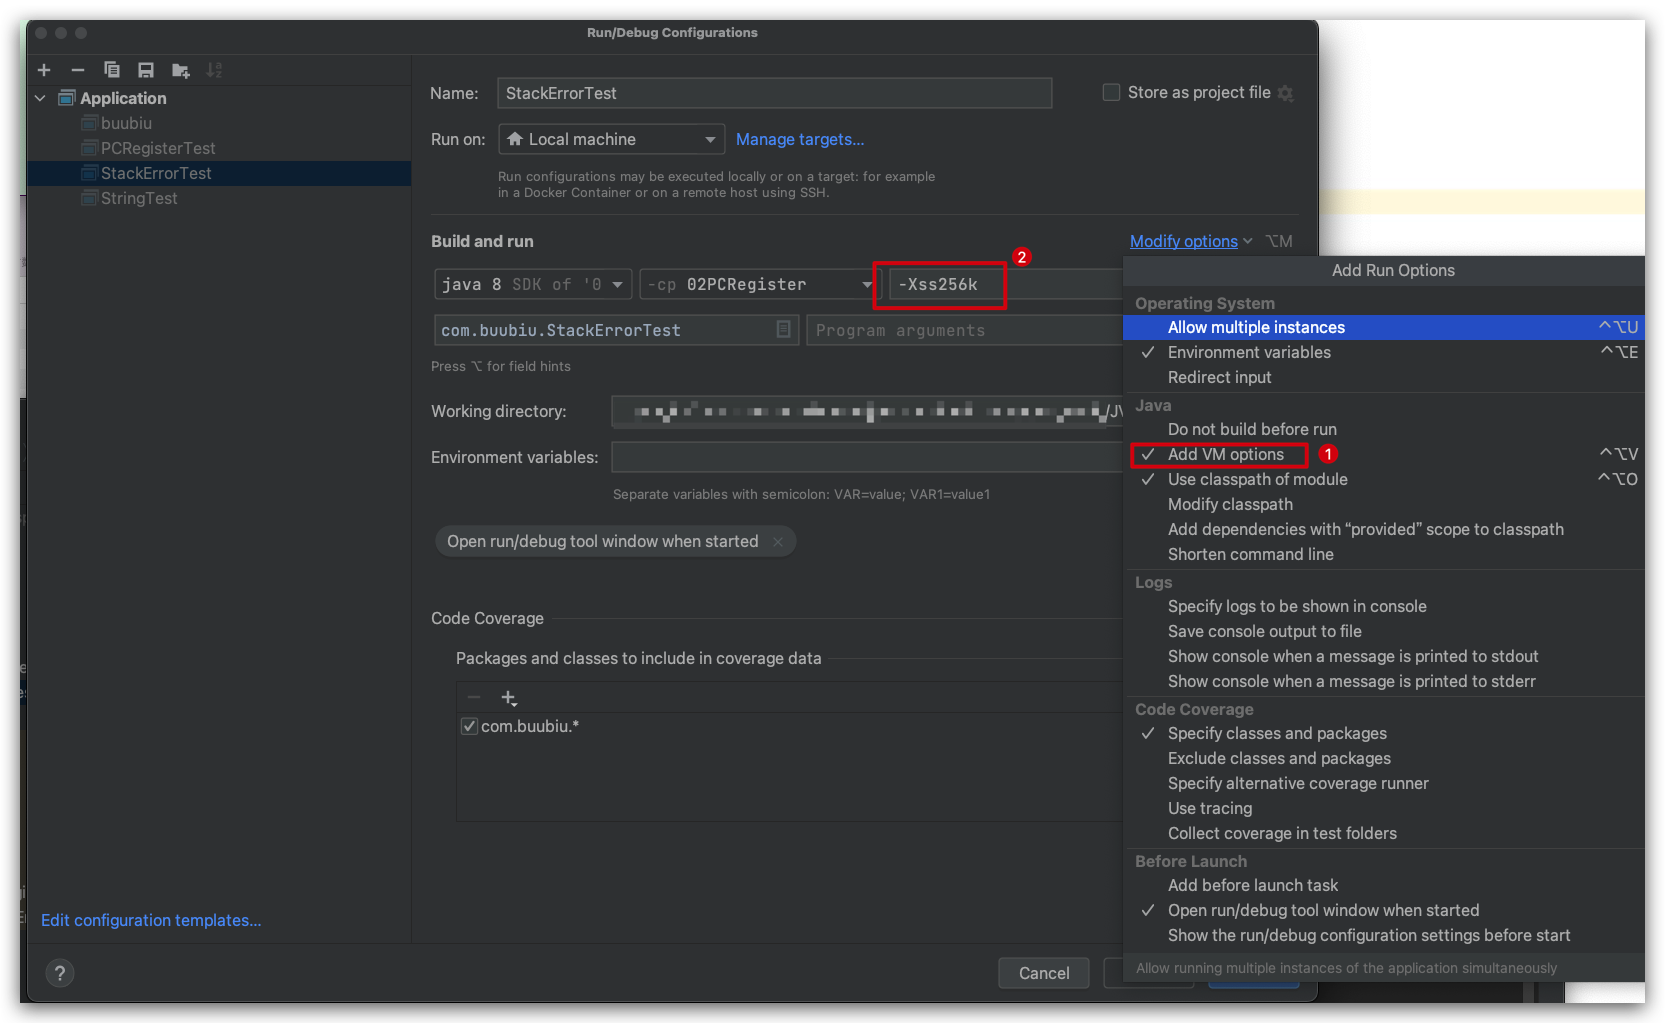 Run/Debug Configurations
Application
buubiu
PCRegisterTest
StackErrorTest
StringTest
Edit configuration templates...
?
Name:
StackErrorTest
Store as project file
Run on:
Local machine
Manage targets...
Run configurations may be executed locally or on a target: for example
in a Docker Container or on a remote host using SSH.
Build and run
Modify options
⌥M
java 8 SDK of '0
-cp 02PCRegister
-Xss256k
2
com.buubiu.StackErrorTest
Program arguments
Press ⌥ for field hints
Working directory:
/J
Environment variables:
Separate variables with semicolon: VAR=value; VAR1=value1
Open run/debug tool window when started ×
Code Coverage
Packages and classes to include in coverage data
com.buubiu.*
Cancel
Add Run Options
Operating System
Allow multiple instances ^⌥U
Environment variables ^⌥E
Redirect input
Java
Do not build before run
Add VM options 1 ^⌥V
Use classpath of module ^⌥O
Modify classpath
Add dependencies with “provided” scope to classpath
Shorten command line
Logs
Specify logs to be shown in console
Save console output to file
Show console when a message is printed to stdout
Show console when a message is printed to stderr
Code Coverage
Specify classes and packages
Exclude classes and packages
Specify alternative coverage runner
Use tracing
Collect coverage in test folders
Before Launch
Add before launch task
Open run/debug tool window when started
Show the run/debug configuration settings before start
Allow running multiple instances of the application simultaneously